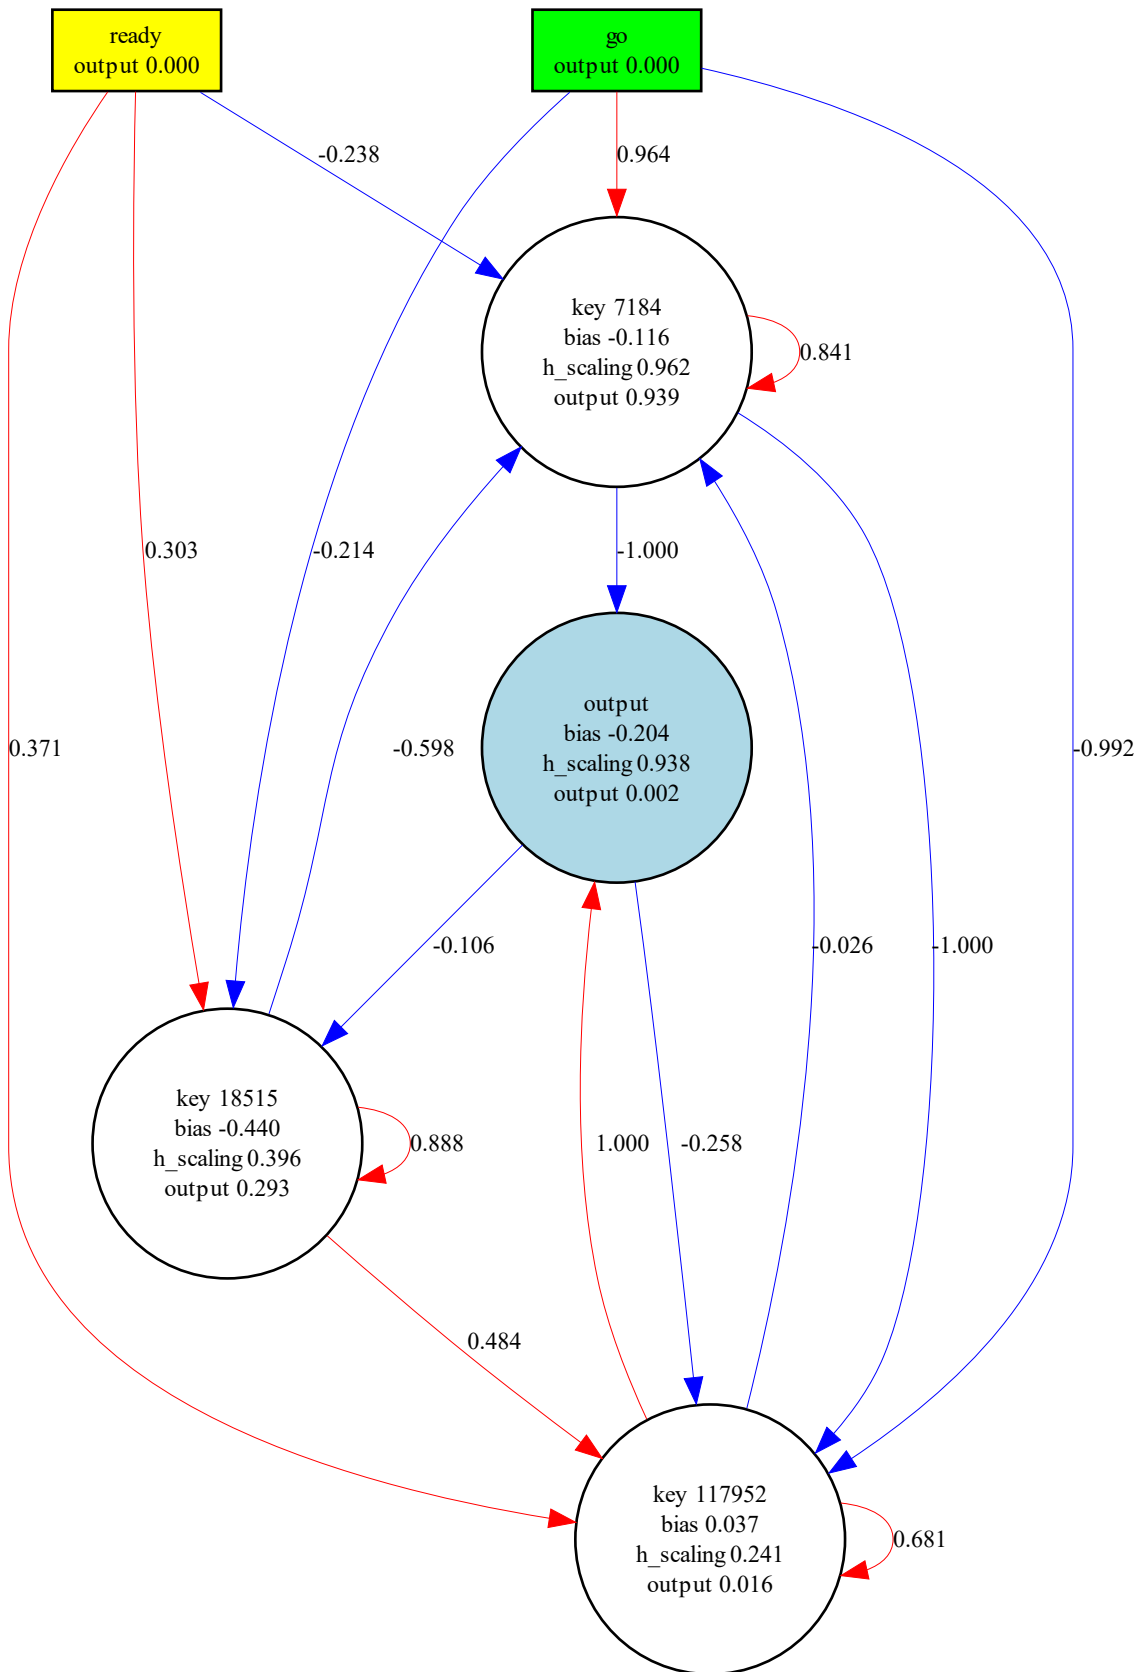 ready
output 0.000
go
output 0.000
-0.238
0.964
key 7184
bias -0.116
h_scaling 0.962
output 0.939
0.841
0.303
-0.214
-1.000
output
bias -0.204
h_scaling 0.938
output 0.002
0.371
-0.598
-0.992
-0.106
-0.026
-1.000
key 18515
bias -0.440
h_scaling 0.396
output 0.293
0.888
1.000
-0.258
0.484
key 117952
bias 0.037
h_scaling 0.241
output 0.016
0.681